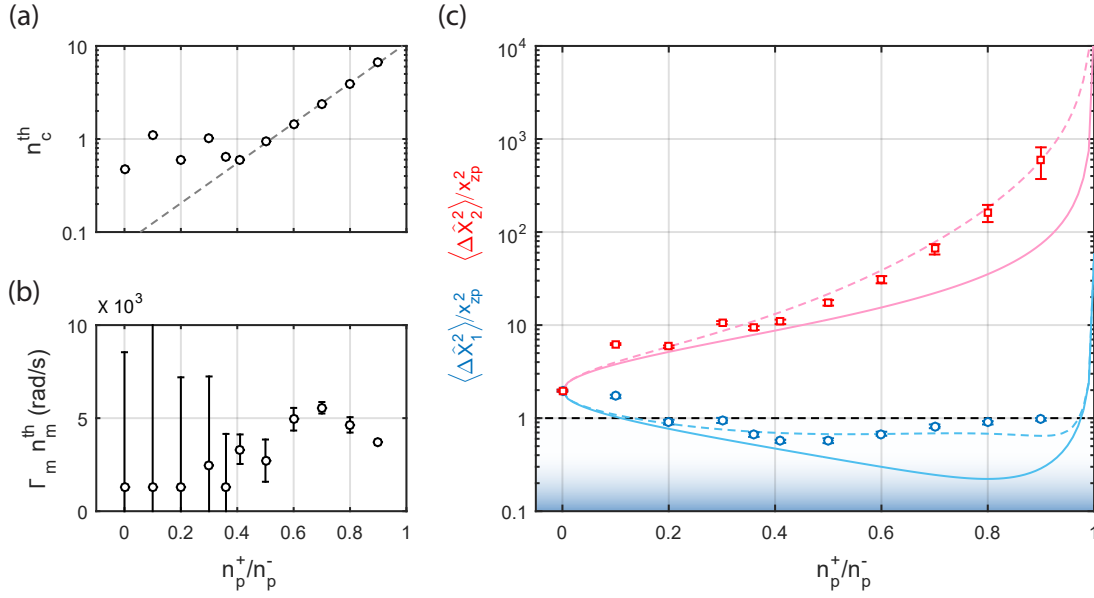 (a)
10
1
0.1
n_c^th
(b)
X 10^3
10
5
0
Γ_m n_m^th (rad/s)
0 0.2 0.4 0.6 0.8 1
n_p^+/n_p^-
(c)
10^4
10^3
10^2
10
1
0.1
⟨ΔX̂_2^2⟩/x_zp^2
⟨ΔX̂_1^2⟩/x_zp^2
0 0.2 0.4 0.6 0.8 1
n_p^+/n_p^-